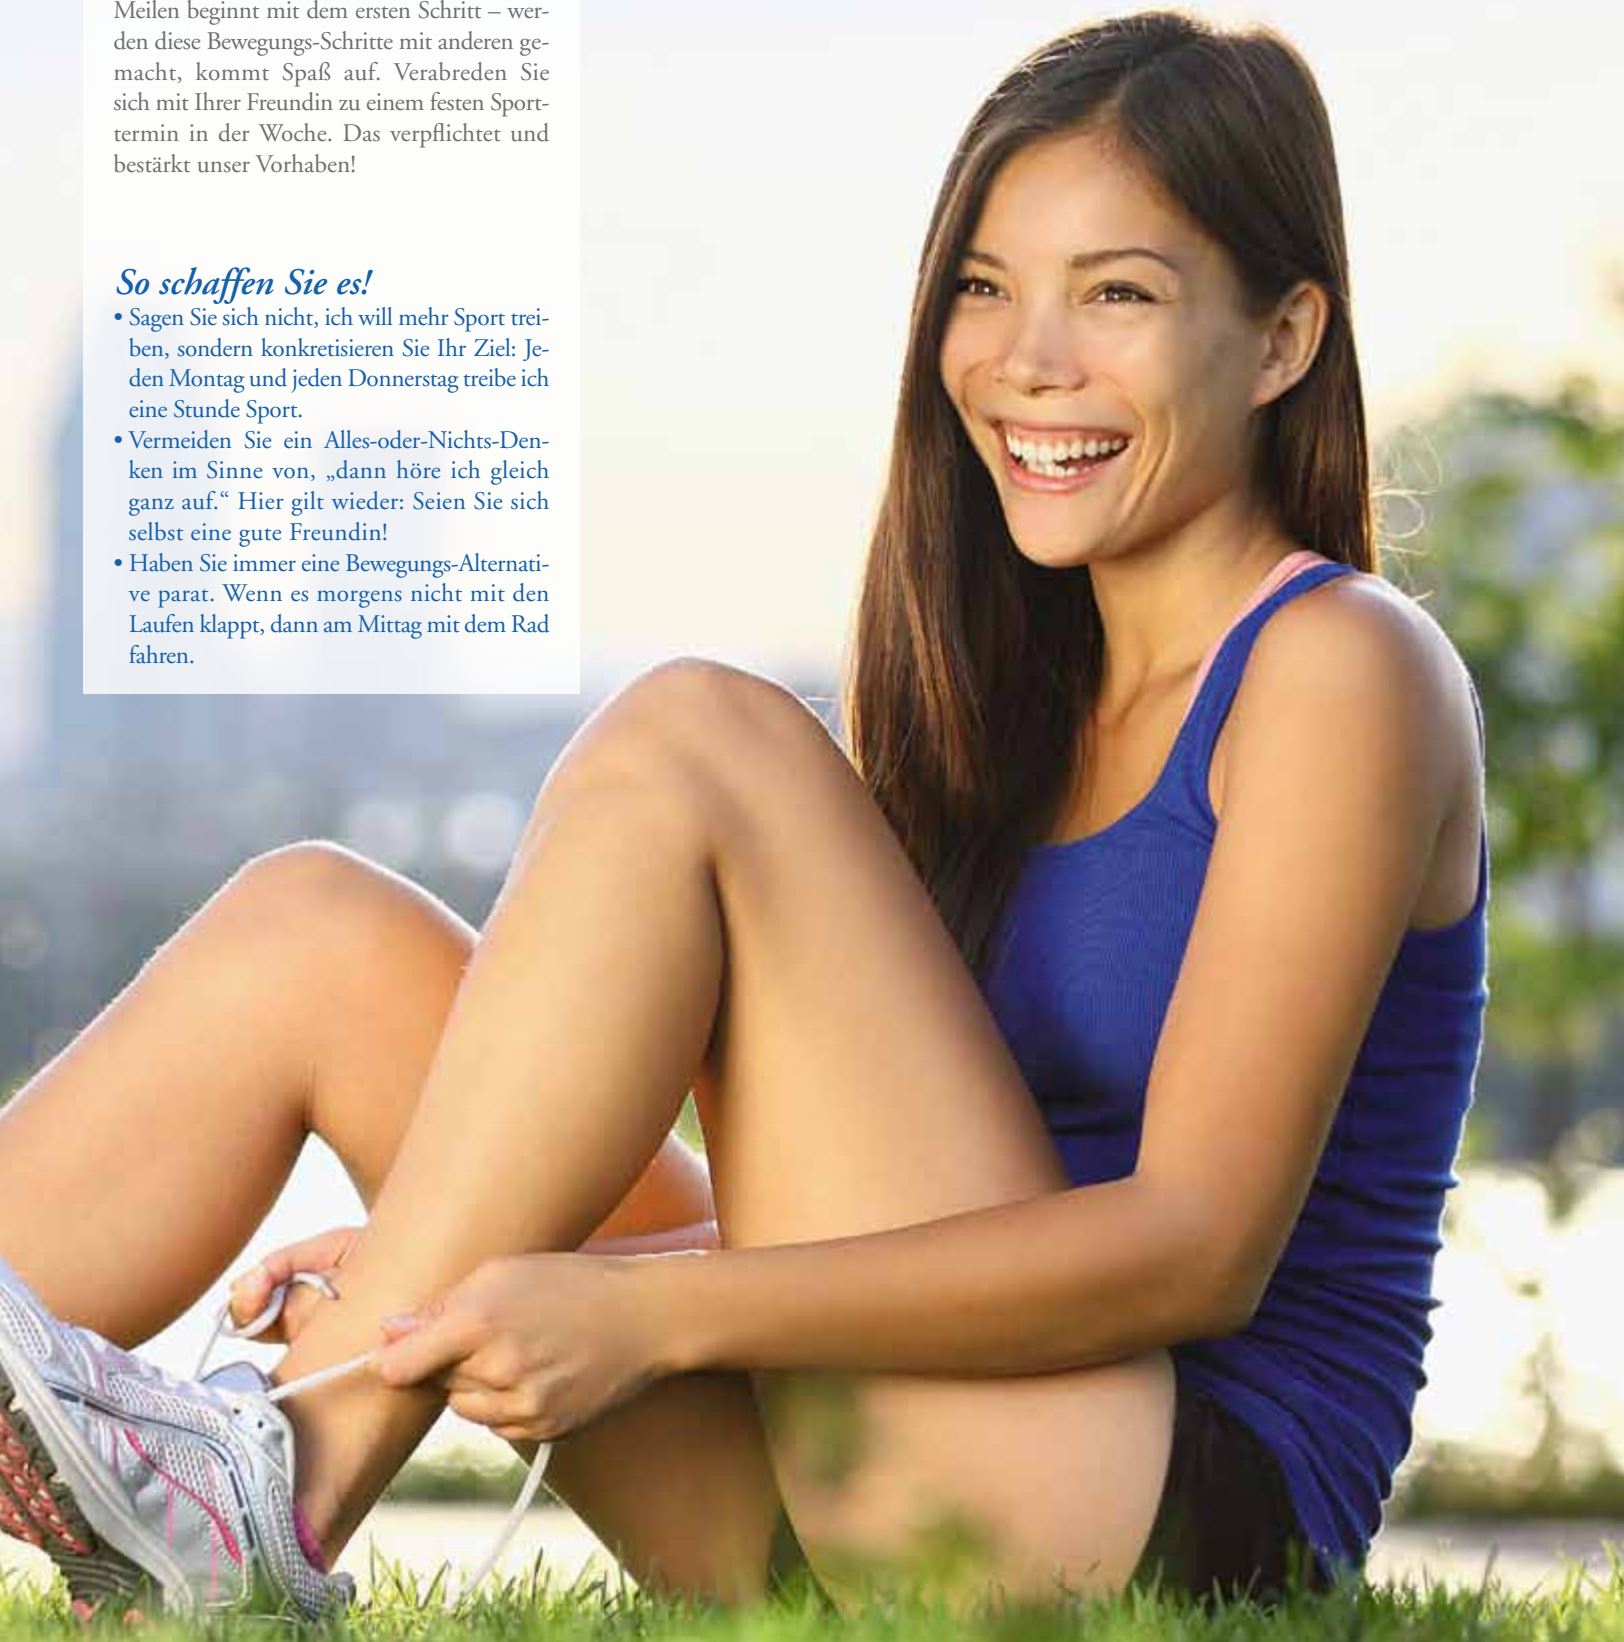 Meilen beginnt mit dem ersten Schritt – wer-
den diese Bewegungs-Schritte mit anderen ge-
macht, kommt Spaß auf. Verabreden Sie
sich mit Ihrer Freundin zu einem festen Sport-
termin in der Woche. Das verpflichtet und
bestärkt unser Vorhaben!
So schaffen Sie es!
• Sagen Sie sich nicht, ich will mehr Sport trei-
ben, sondern konkretisieren Sie Ihr Ziel: Je-
den Montag und jeden Donnerstag treibe ich
eine Stunde Sport.
• Vermeiden Sie ein Alles-oder-Nichts-Den-
ken im Sinne von, „dann höre ich gleich
ganz auf.“ Hier gilt wieder: Seien Sie sich
selbst eine gute Freundin!
• Haben Sie immer eine Bewegungs-Alternati-
ve parat. Wenn es morgens nicht mit den
Laufen klappt, dann am Mittag mit dem Rad
fahren.